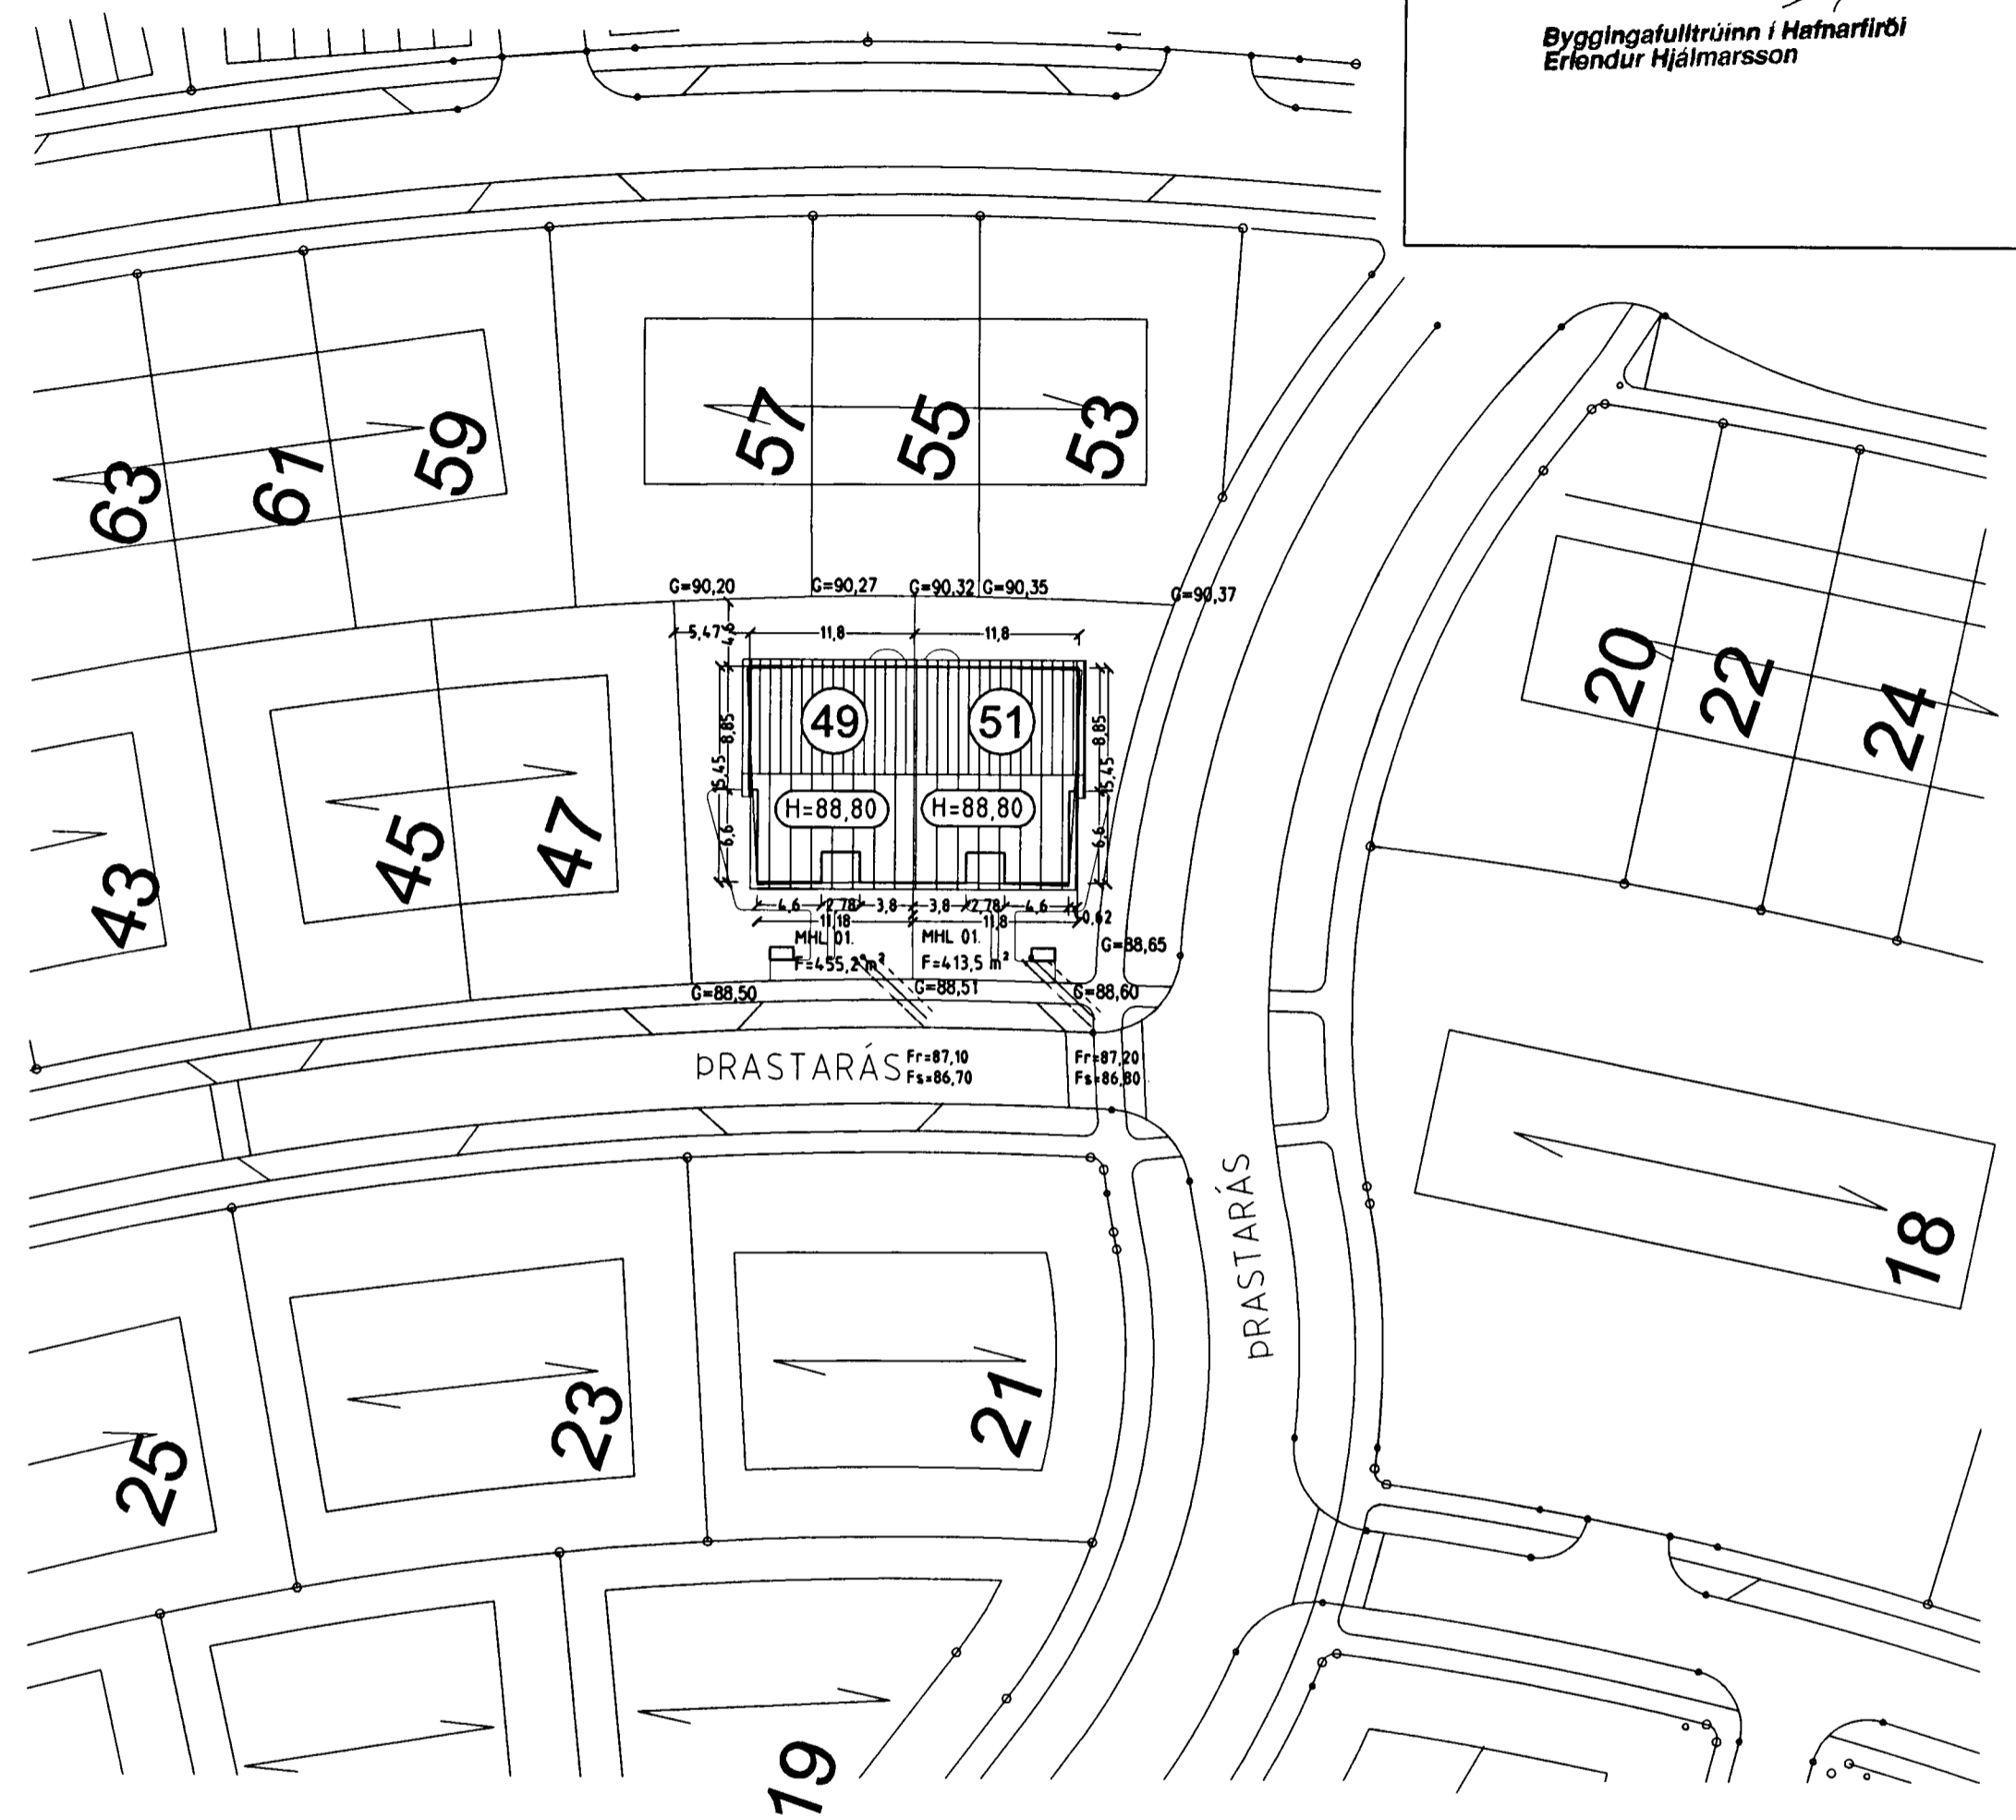 Byggingafulltrúinn í Hafnarfirði
Erlendur Hjálmarsson
57
55
53
59
61
63
G=90,20
G=90,27
G=90,32
G=90,35
G=90,37
5,47
4,6
11,8
11,8
20
22
24
49
51
8,85
8,85
15,45
15,45
H=88,80
H=88,80
6,6
6,6
43
45
47
4,6
2,78
3,8
3,8
2,78
4,6
11,18
11,8
0,62
MHL 01.
MHL 01.
G=88,65
F=455,2 m²
F=413,5 m²
G=88,50
G=88,51
G=88,60
ÞRASTARÁS
Fr=87,10
Fs=86,70
Fr=87,20
Fs=86,80
ÞRASTARÁS
18
25
23
21
19